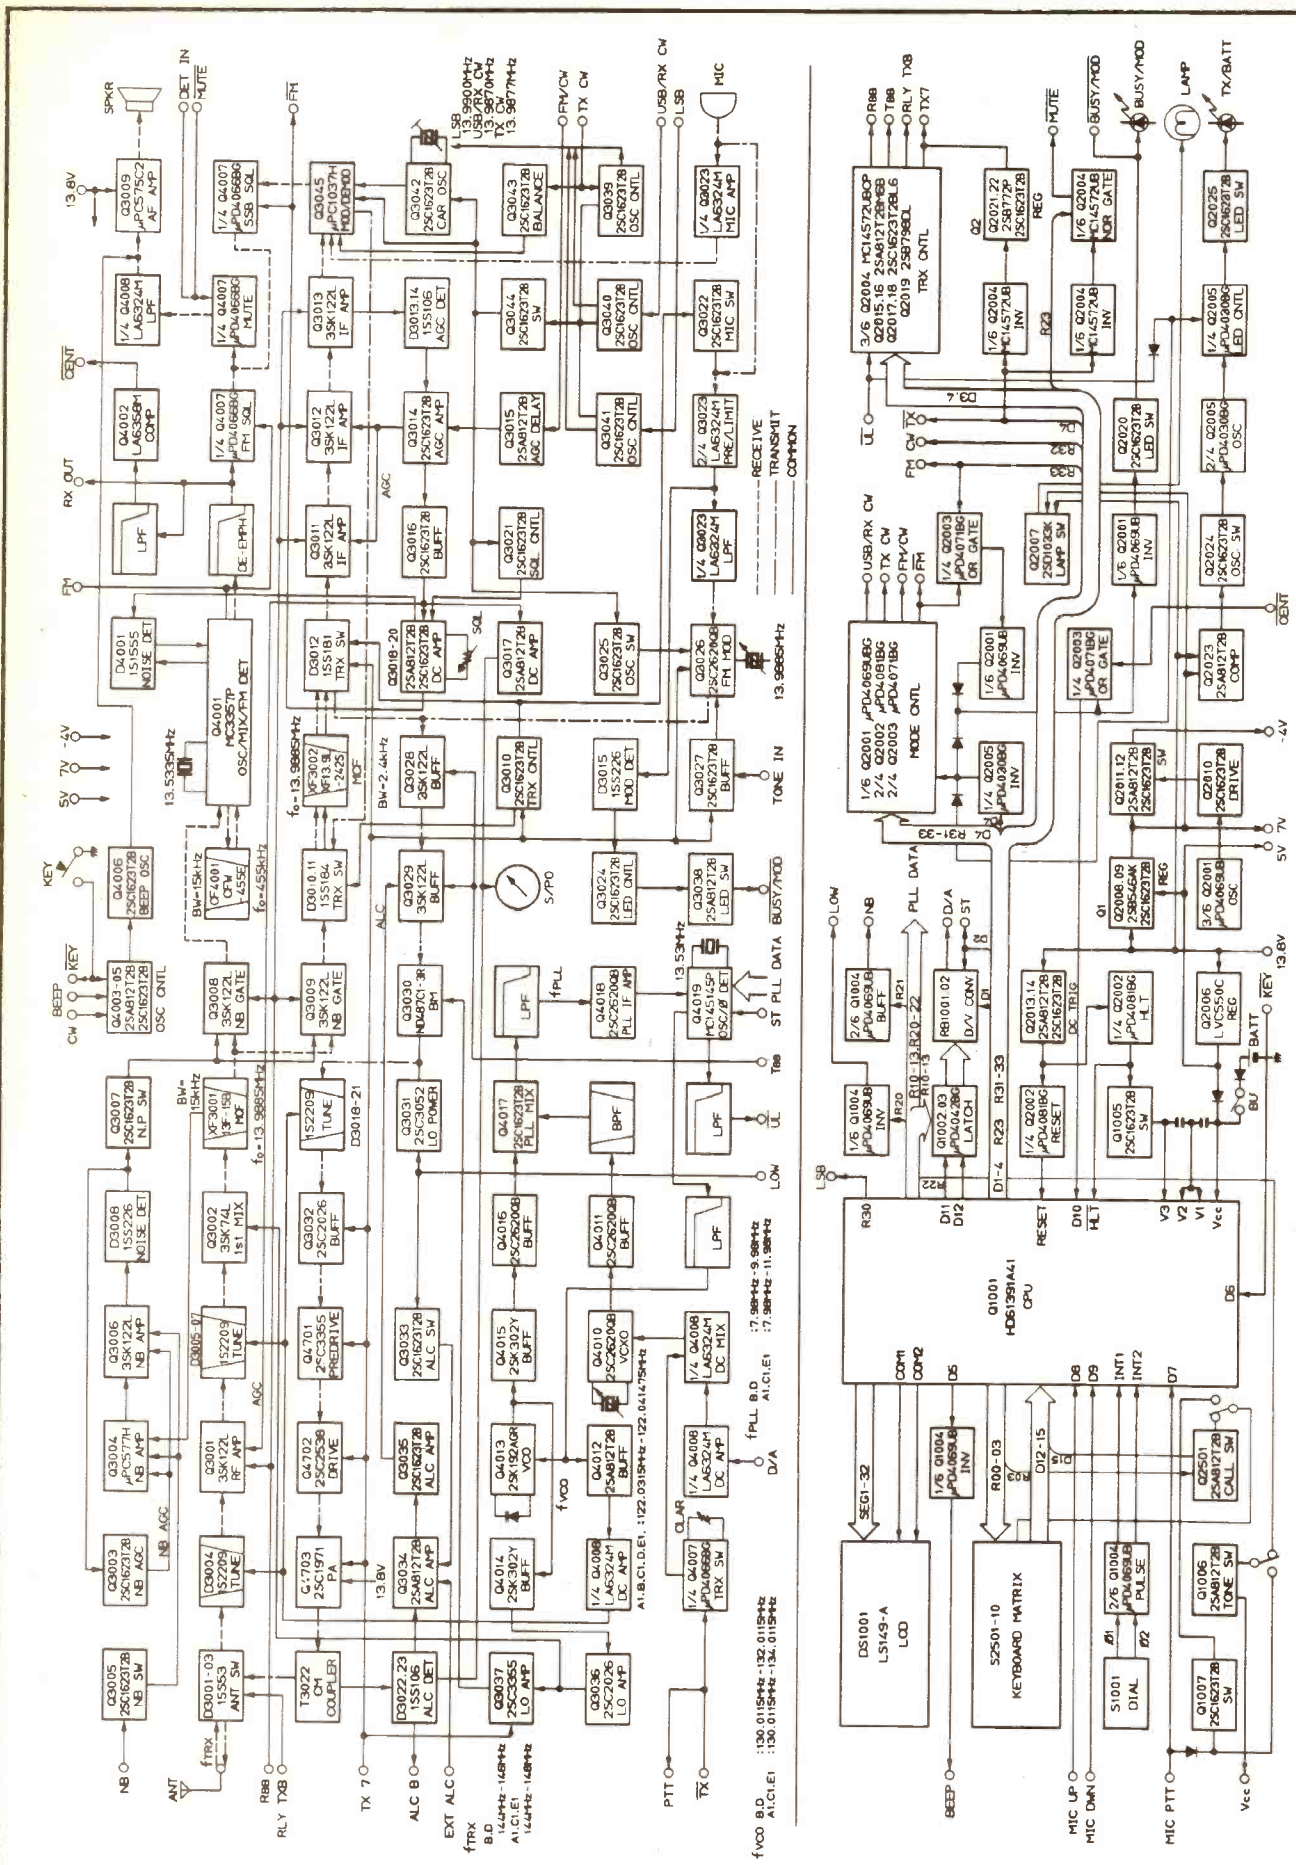 NB
Q3005
2SC1623T2B
NB SW
Q3003
2SC1623T2B
NB AGC
NB AGC
Q3004
µPC577H
NB AMP
Q3006
3SK122L
NB AMP
D3008
1SS226
NOISE DET
Q3007
2SC1623T2B
N.P SW
CW
BEEP
KEY
KEY
Q4003-05
2SA812T2B
2SC1623T2B
OSC CNTL
Q4006
2SC1623T2B
BEEP OSC
5V
7V
-4V
FM
RX OUT
CENT
D4001
1S1555
NOISE DET
LPF
Q4002
LA6358M
COMP
1/4 Q4008
LA6324M
LPF
13.8V
Q3009
µPC575C2
AF AMP
SPKR
DET IN
MUTE
13.5335MHz
Q4001
MC3357P
OSC/MIX/FM DET
DE-EMPH
1/4 Q4007
µPD4066BG
FM SQL
1/4 Q4007
µPD4066BG
MUTE
1/4 Q4007
µPD4066BG
SSB SQL
FM
BW=15kHz
CF4001
CFW
-455E
fo=455kHz
ANT
fTRX
D3001-03
1SS53
ANT SW
D3004
1S2209
TUNE
Q3001
3SK122L
RF AMP
AGC
D3005-07
1S2209
TUNE
Q3002
3SK74L
1st MIX
BW=
15kHz
XF3001
13F-15B
MCF
fo=13.9885MHz
Q3008
3SK122L
NB GATE
Q3009
3SK122L
NB GATE
D3010.11
1SS184
TRX SW
XF3002
XF13.9L
-242S
MCF
fo=13.9885MHz
BW=2.4kHz
D3012
1SS181
TRX SW
Q3011
3SK122L
IF AMP
Q3012
3SK122L
IF AMP
AGC
Q3013
3SK122L
IF AMP
Q3045
µPC1037H
MOD/DEMOD
R8B
RLY TXB
T3022
CM
COUPLER
Q4703
2SC1971
PA
Q4702
2SC2538
DRIVE
Q4701
2SC3355
PREDRIVE
Q3032
2SC2026
BUFF
1S2209
TUNE
D3018-21
TX 7
13.8V
ALC B
D3022.23
1SS106
ALC DET
Q3034
2SA812T2B
ALC AMP
Q3035
2SC1623T2B
ALC AMP
Q3033
2SC1623T2B
ALC SW
Q3031
2SC3052
LO POWER
Q3030
ND487C1-3R
BM
Q3029
3SK122L
BUFF
ALC
Q3028
3SK122L
BUFF
Q3018-20
2SA812T2B
2SC1623T2B
DC AMP
SQL
Q3016
2SC1623T2B
BUFF
Q3014
2SC1623T2B
AGC AMP
D3013.14
1SS106
AGC DET
Q3042
2SC1623T2B
CAR OSC
LSB
13.9900MHz
USB/RX CW
13.9870MHz
TX CW
13.9877MHz
EXT ALC
fTRX
B.D
144MHz-148MHz
A1.C1.E1
144MHz-148MHz
Q3037
2SC3355
LO AMP
Q4014
2SK302Y
BUFF
Q4013
2SK192AGR
VCO
fVCO
Q4015
2SK302Y
BUFF
Q4016
2SC2620QB
BUFF
Q4017
2SC1623T2B
PLL MIX
LPF
fPLL
S/PO
Q3010
2SC1623T2B
TRX CNTL
Q3017
2SA812T2B
DC AMP
Q3021
2SC1623T2B
SQL CNTL
Q3015
2SA812T2B
AGC DELAY
Q3044
2SC1623T2B
SW
Q3043
2SC1623T2B
BALANCE
FM/CW
TX CW
Q3036
2SC2026
LO AMP
1/4 Q4008
LA6324M
DC AMP
Q4012
2SA812T2B
BUFF
Q4010
2SC2620QB
VCXO
Q4011
2SC2620QB
BUFF
BPF
Q4018
2SC2620QB
PLL IF AMP
Q3024
2SC1623T2B
LED CNTL
D3015
1SS226
MOD DET
Q3025
2SC1623T2B
OSC SW
Q3041
2SC1623T2B
OSC CNTL
Q3040
2SC1623T2B
OSC CNTL
Q3039
2SC1623T2B
OSC CNTL
USB/RX CW
LSB
A1.B.C1.D.E1. :122.0315MHz-122.041475MHz
PTT
TX
1/4 Q4007
µPD4066BG
TRX SW
CLAR
1/4 Q4008
LA6324M
DC AMP
D/A
1/4 Q4008
LA6324M
DC MIX
LPF
LPF
LOW
UL
T8B
Q4019
MC145145P
OSC/Ø DET
13.53MHz
ST
PLL DATA
Q3038
2SA812T2B
LED SW
BUSY/MOD
Q3027
2SC1623T2B
BUFF
TONE IN
Q3026
2SC2620QB
FM MOD
13.9885MHz
1/4 Q3023
LA6324M
LPF
2/4 Q3023
LA6324M
PRE/LIMIT
Q3022
2SC1623T2B
MIC SW
1/4 Q3023
LA6324M
MIC AMP
MIC
RECEIVE
TRANSMIT
COMMON
fVCO B.D :130.0115MHz-132.0115MHz
A1.C1.E1 :130.0115MHz-134.0115MHz
fPLL B.D :7.98MHz-9.98MHz
A1.C1.E1 :7.98MHz-11.98MHz
BEEP
MIC UP
MIC DWN
MIC PTT
Vcc
DS1001
LS149-A
LCD
SEG1-32
COM1
COM2
1/6 Q1004
µPD4069UB
INV
D5
S2501-10
KEYBOARD MATRIX
R00-03
D12-15
D8
D9
S1001
DIAL
Ø1
Ø2
2/6 Q1004
µPD4069UB
PULSE
INT1
INT2
D7
Q1007
2SC1623T2B
SW
Q1006
2SA812T2B
TONE SW
Q2501
2SA812T2B
CALL SW
Q1001
HD61391A41
CPU
D6
LSB
R30
R22
D11
D12
D1-4
R23
R31-33
RESET
D10
HLT
V3
V2
V1
Vcc
1/6 Q1004
µPD4069UB
INV
R20
2/6 Q1004
µPD4069UB
BUFF
R21
LOW
NB
R10-13.R20-22
R10-13
PLL DATA
Q1002.03
µPD4042BG
LATCH
RB1001.02
D/V CONV
D/A
ST
D1
1/4 Q2002
µPD4081BG
RESET
Q2013.14
2SA812T2B
2SC1623T2B
DC TRIG
Q1005
2SC1623T2B
SW
1/4 Q2002
µPD4081BG
HLT
Q2006
LVC550C
REG
BU
BATT
KEY
13.8V
Q1
Q2008.09
2SB546AK
2SC1623T2B
REG
3/6 Q2001
µPD4069UB
OSC
5V
7V
Q2011.12
2SA812T2B
2SC1623T2B
SW
Q2010
2SC1623T2B
DRIVE
-4V
1/6 Q2001 µPD4069UBG
2/4 Q2002 µPD4081BG
2/4 Q2003 µPD4071BG
MODE CNTL
USB/RX CW
TX CW
FM/CW
FM
D4
R31-33
1/4 Q2005
µPD4030BG
INV
1/6 Q2001
µPD4069UB
INV
1/4 Q2003
µPD4071BG
OR GATE
FM
CW
TX
Q2007
2SD1033K
LAMP SW
1/4 Q2003
µPD4071BG
OR GATE
1/6 Q2001
µPD4069UB
INV
Q2020
2SC1623T2B
LED SW
CENT
Q2023
2SA812T2B
COMP
Q2024
2SC1623T2B
OSC SW
2/4 Q2005
µPD4030BG
OSC
1/4 Q2005
µPD4030BG
LED CNTL
Q2025
2SC1623T2B
LED SW
UL
3/6 Q2004 MC14572UBCP
Q2015.16 2SA812T2BM6B
Q2017.18 2SC1623T2BL6
Q2019 2SB798DL
TRX CNTL
R8B
T8B
RLY TXB
TX7
D3.4
1/6 Q2004
MC14572UB
INV
Q2
Q2021.22
2SB772P
2SC1623T2B
REG
R23
1/6 Q2004
MC14572UB
INV
1/6 Q2004
MC14572UB
NOR GATE
MUTE
BUSY/MOD
BUSY/MOD
LAMP
TX/BATT